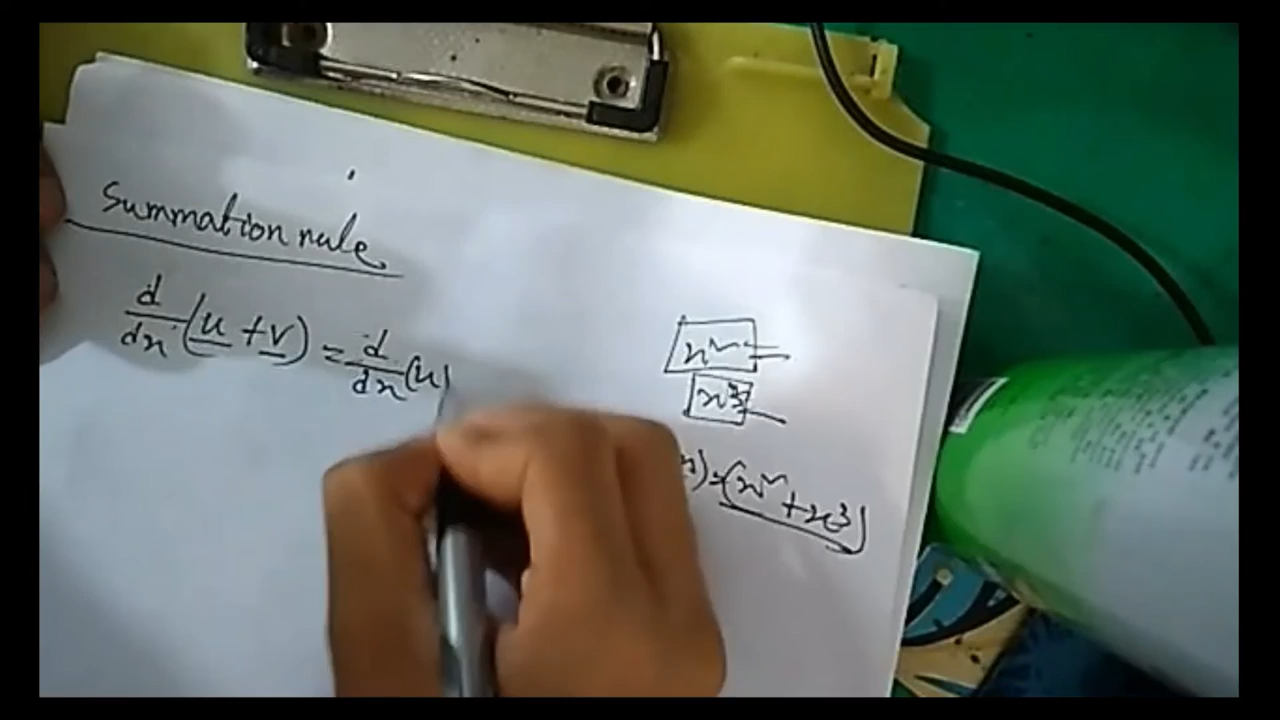 Summation rule
d/dx (u + v) = d/dx (u)
x²
x³
x) = (x² + x³)